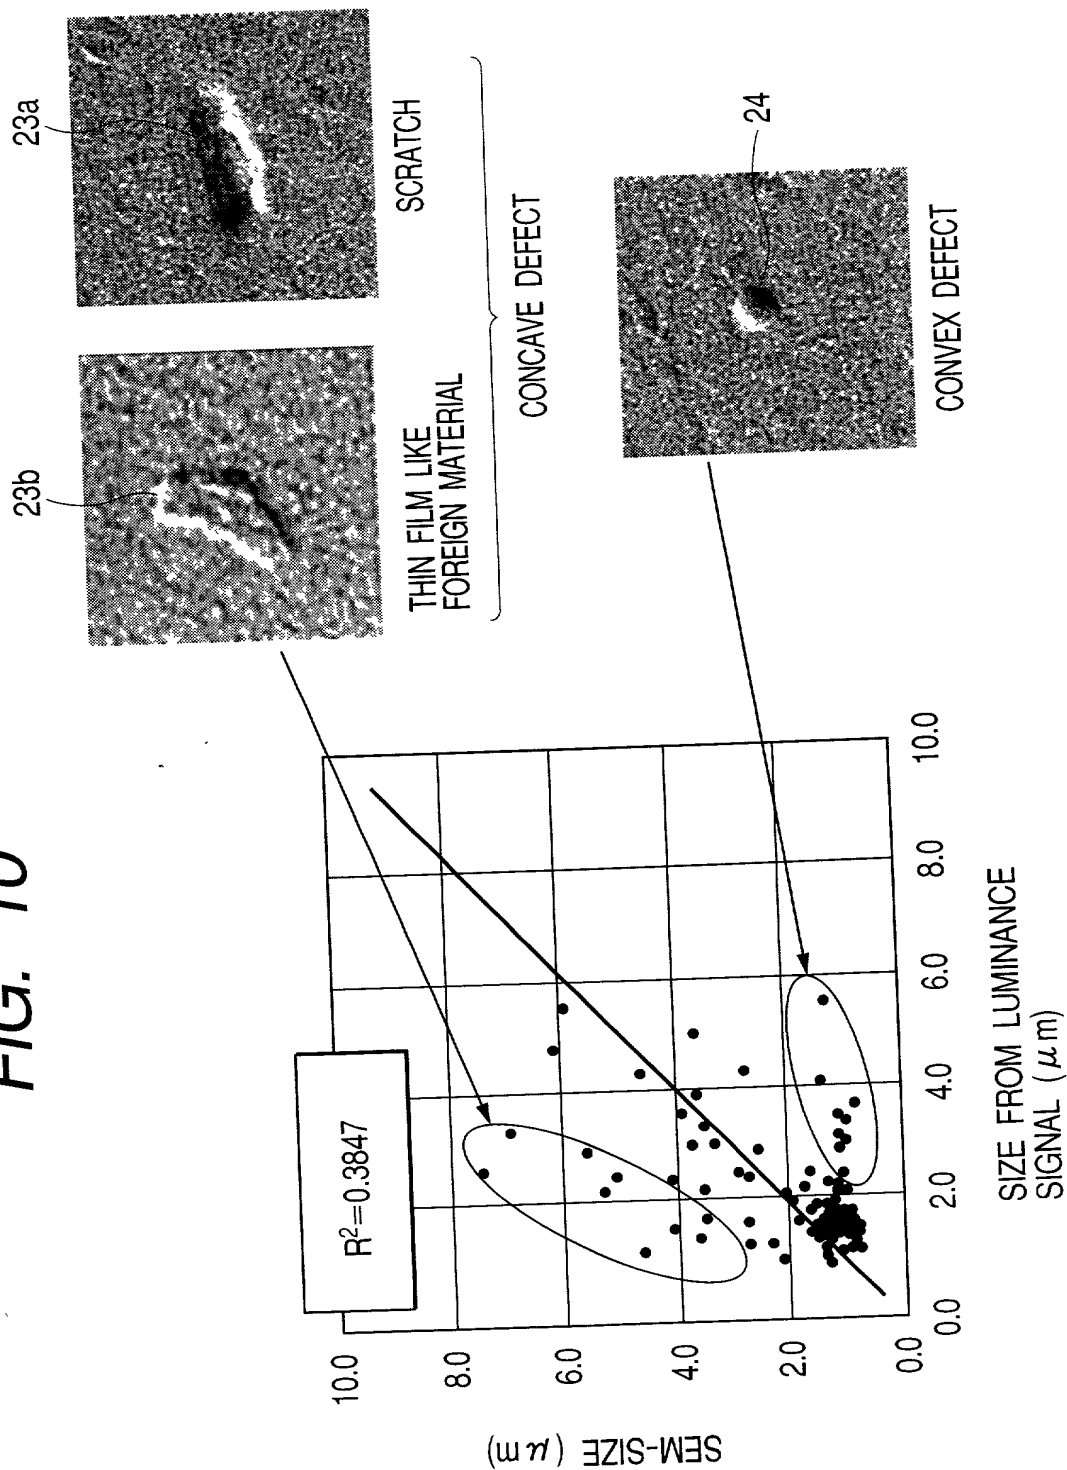 FIG. 10
23b
23a
THIN FILM LIKE
FOREIGN MATERIAL
SCRATCH
CONCAVE DEFECT
24
CONVEX DEFECT
R²=0.3847
SEM-SIZE (μm)
10.0
8.0
6.0
4.0
2.0
0.0
0.0
2.0
4.0
6.0
8.0
10.0
SIZE FROM LUMINANCE
SIGNAL (μm)